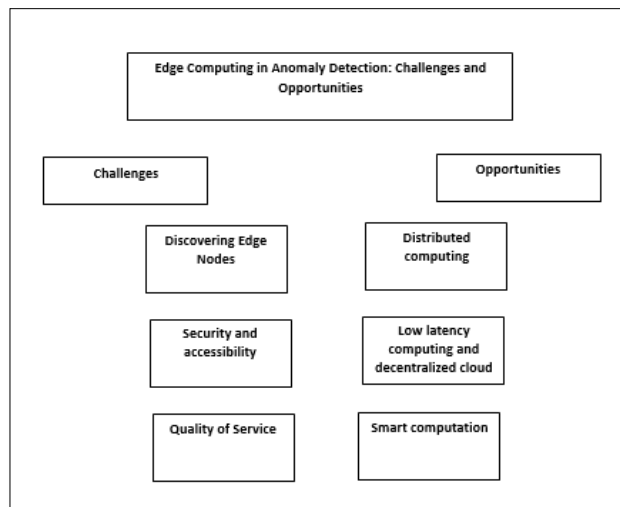 Edge Computing in Anomaly Detection: Challenges and
Opportunities
Challenges
Opportunities
Discovering Edge
Nodes
Distributed
computing
Security and
accessibility
Low latency
computing and
decentralized cloud
Quality of Service
Smart computation